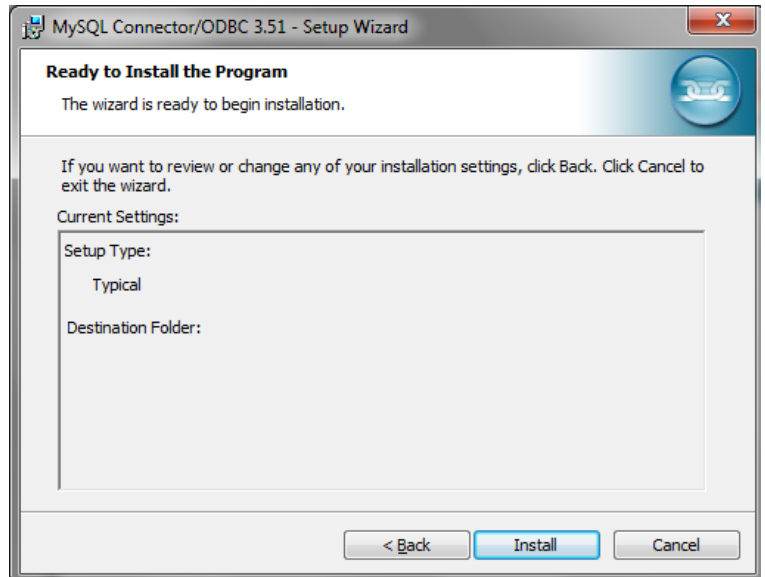 MySQL Connector/ODBC 3.51 - Setup Wizard
Ready to Install the Program
The wizard is ready to begin installation.
If you want to review or change any of your installation settings, click Back. Click Cancel to
exit the wizard.
Current Settings:
Setup Type:
Typical
Destination Folder:
< Back
Install
Cancel